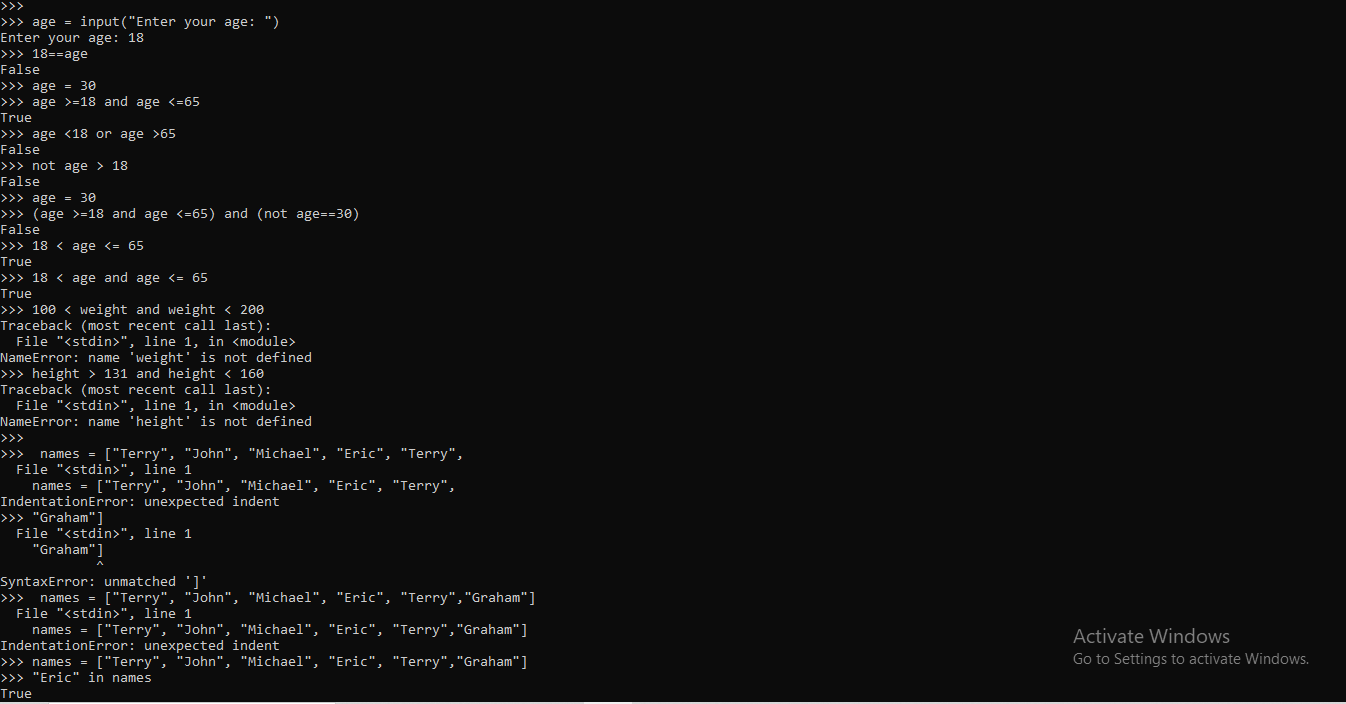 >>>
>>> age = input("Enter your age: ")
Enter your age: 18
>>> 18==age
False
>>> age = 30
>>> age >=18 and age <=65
True
>>> age <18 or age >65
False
>>> not age > 18
False
>>> age = 30
>>> (age >=18 and age <=65) and (not age==30)
False
>>> 18 < age <= 65
True
>>> 18 < age and age <= 65
True
>>> 100 < weight and weight < 200
Traceback (most recent call last):
  File "<stdin>", line 1, in <module>
NameError: name 'weight' is not defined
>>> height > 131 and height < 160
Traceback (most recent call last):
  File "<stdin>", line 1, in <module>
NameError: name 'height' is not defined
>>>
>>>  names = ["Terry", "John", "Michael", "Eric", "Terry",
  File "<stdin>", line 1
    names = ["Terry", "John", "Michael", "Eric", "Terry",
IndentationError: unexpected indent
>>> "Graham"]
  File "<stdin>", line 1
    "Graham"]
            ^
SyntaxError: unmatched ']'
>>>  names = ["Terry", "John", "Michael", "Eric", "Terry","Graham"]
  File "<stdin>", line 1
    names = ["Terry", "John", "Michael", "Eric", "Terry","Graham"]
IndentationError: unexpected indent
>>> names = ["Terry", "John", "Michael", "Eric", "Terry","Graham"]
>>> "Eric" in names
True
Activate Windows
Go to Settings to activate Windows.